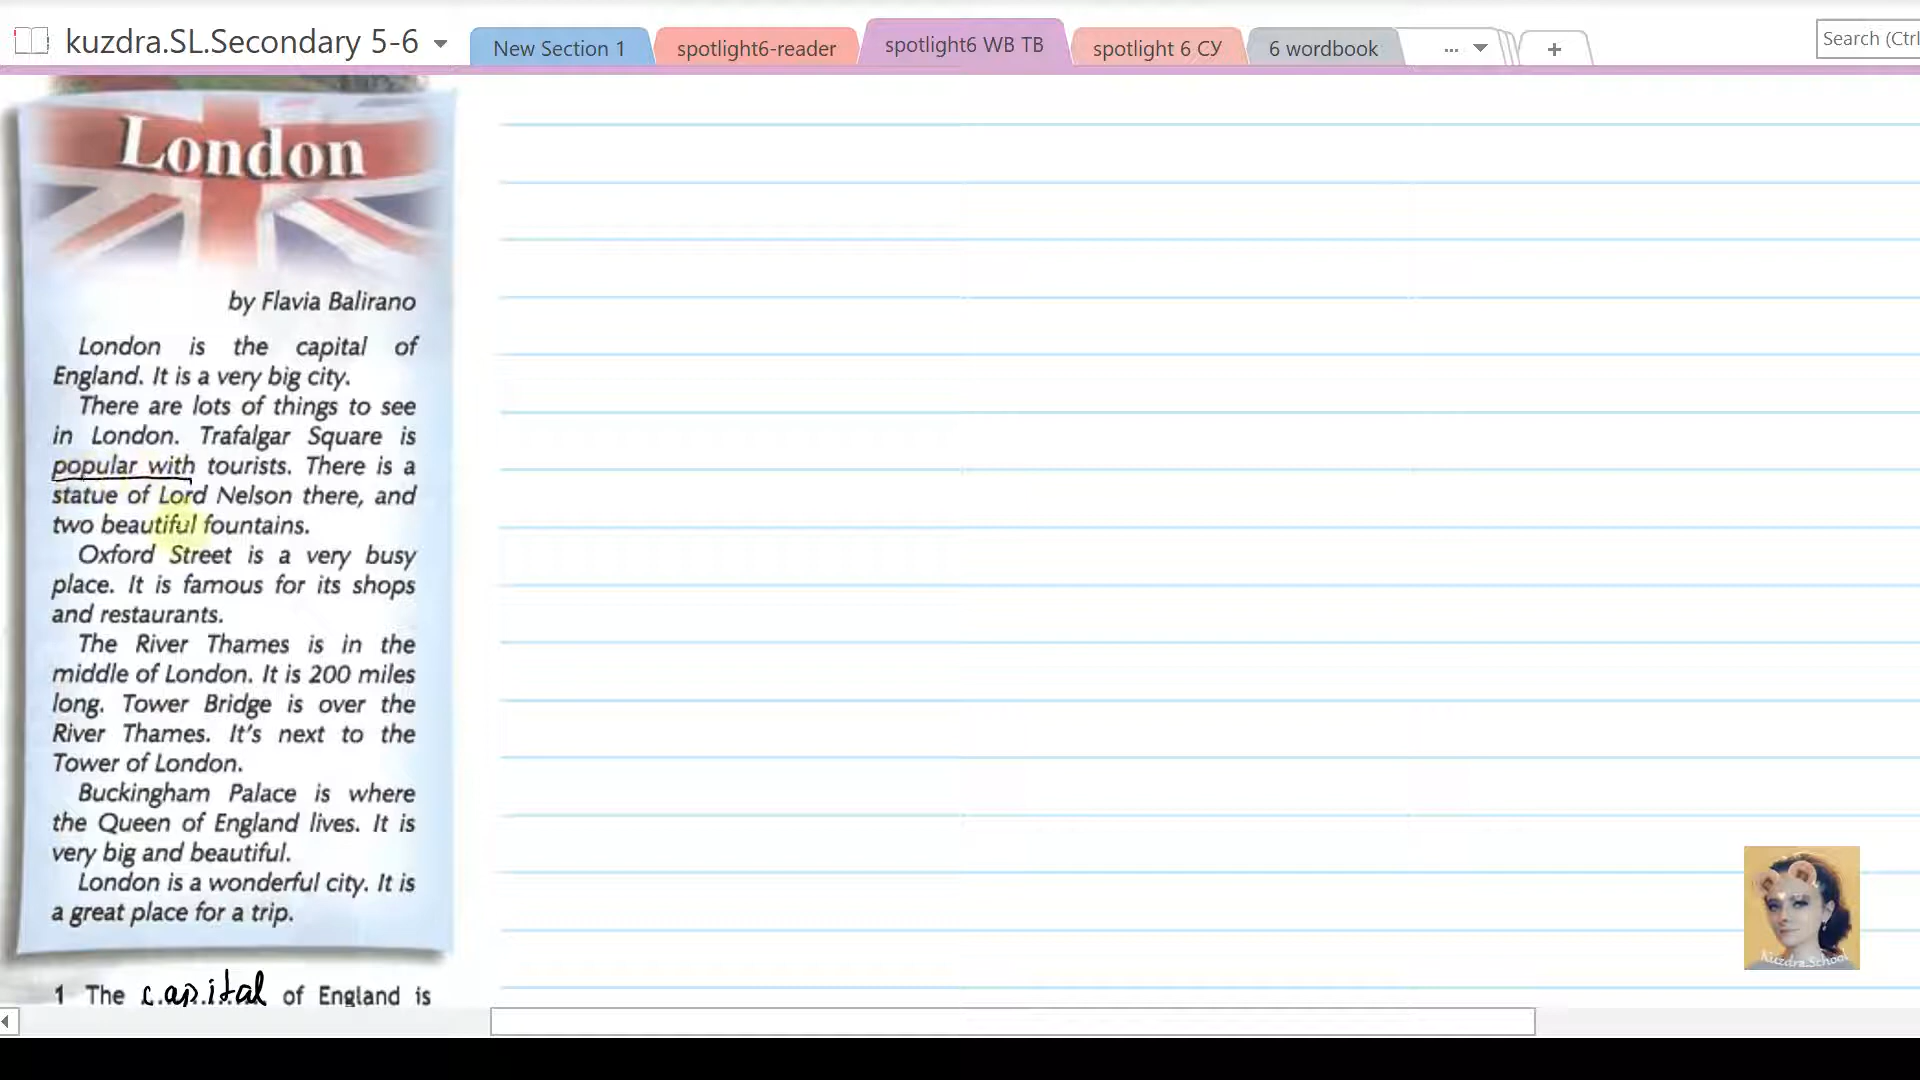 kuzdra.SL.Secondary 5-6
New Section 1
spotlight6-reader
spotlight6 WB TB
spotlight 6 СУ
6 wordbook
...
+
Search (Ctrl
London
by Flavia Balirano
London is the capital of
England. It is a very big city.
There are lots of things to see
in London. Trafalgar Square is
popular with tourists. There is a
statue of Lord Nelson there, and
two beautiful fountains.
Oxford Street is a very busy
place. It is famous for its shops
and restaurants.
The River Thames is in the
middle of London. It is 200 miles
long. Tower Bridge is over the
River Thames. It's next to the
Tower of London.
Buckingham Palace is where
the Queen of England lives. It is
very big and beautiful.
London is a wonderful city. It is
a great place for a trip.
1 The capital of England is
Kuzdra.School